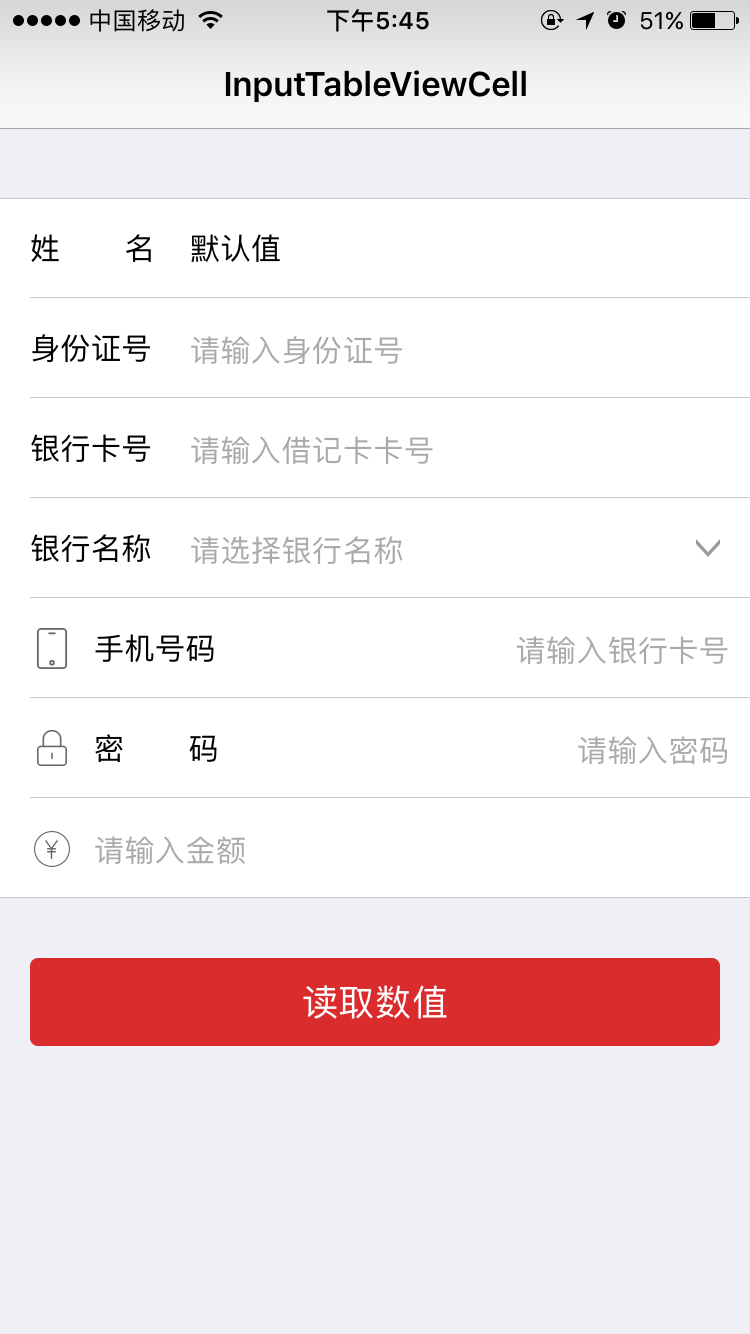 中国移动 下午5:45 51%
InputTableViewCell
姓 名 默认值
身份证号 请输入身份证号
银行卡号 请输入借记卡卡号
银行名称 请选择银行名称
手机号码 请输入银行卡号
密 码 请输入密码
¥ 请输入金额
读取数值